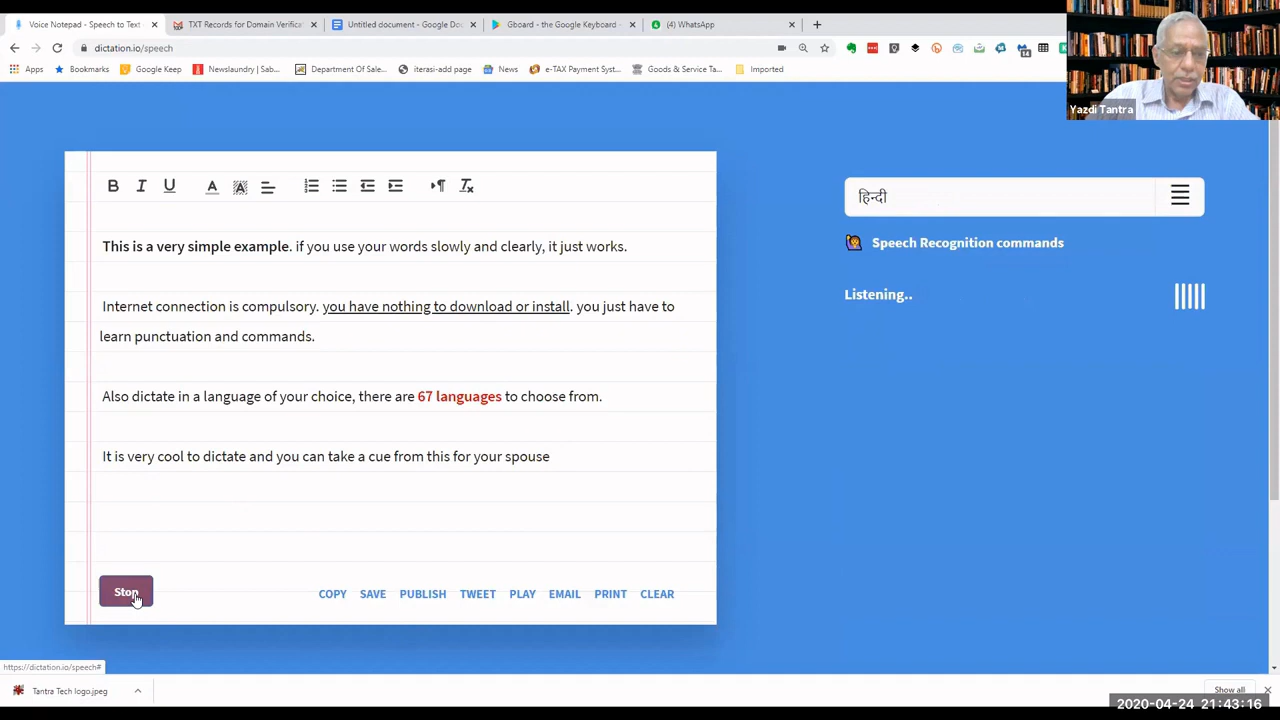 Voice Notepad - Speech to Text
TXT Records for Domain Verifica
Untitled document - Google Do
Gboard - the Google Keyboard
(4) WhatsApp
dictation.io/speech
Apps
Bookmarks
Google Keep
Newslaundry | Sab...
Department Of Sale...
iterasi-add page
News
e-TAX Payment Syst...
Goods & Service Ta...
Imported
14
Yazdi Tantra
B I U A A
हिन्दी
Speech Recognition commands
Listening..
This is a very simple example. if you use your words slowly and clearly, it just works.
Internet connection is compulsory. you have nothing to download or install. you just have to
learn punctuation and commands.
Also dictate in a language of your choice, there are 67 languages to choose from.
It is very cool to dictate and you can take a cue from this for your spouse
Stop
COPY SAVE PUBLISH TWEET PLAY EMAIL PRINT CLEAR
https://dictation.io/speech#
Tantra Tech logo.jpeg
Show all
2020-04-24 21:43:16